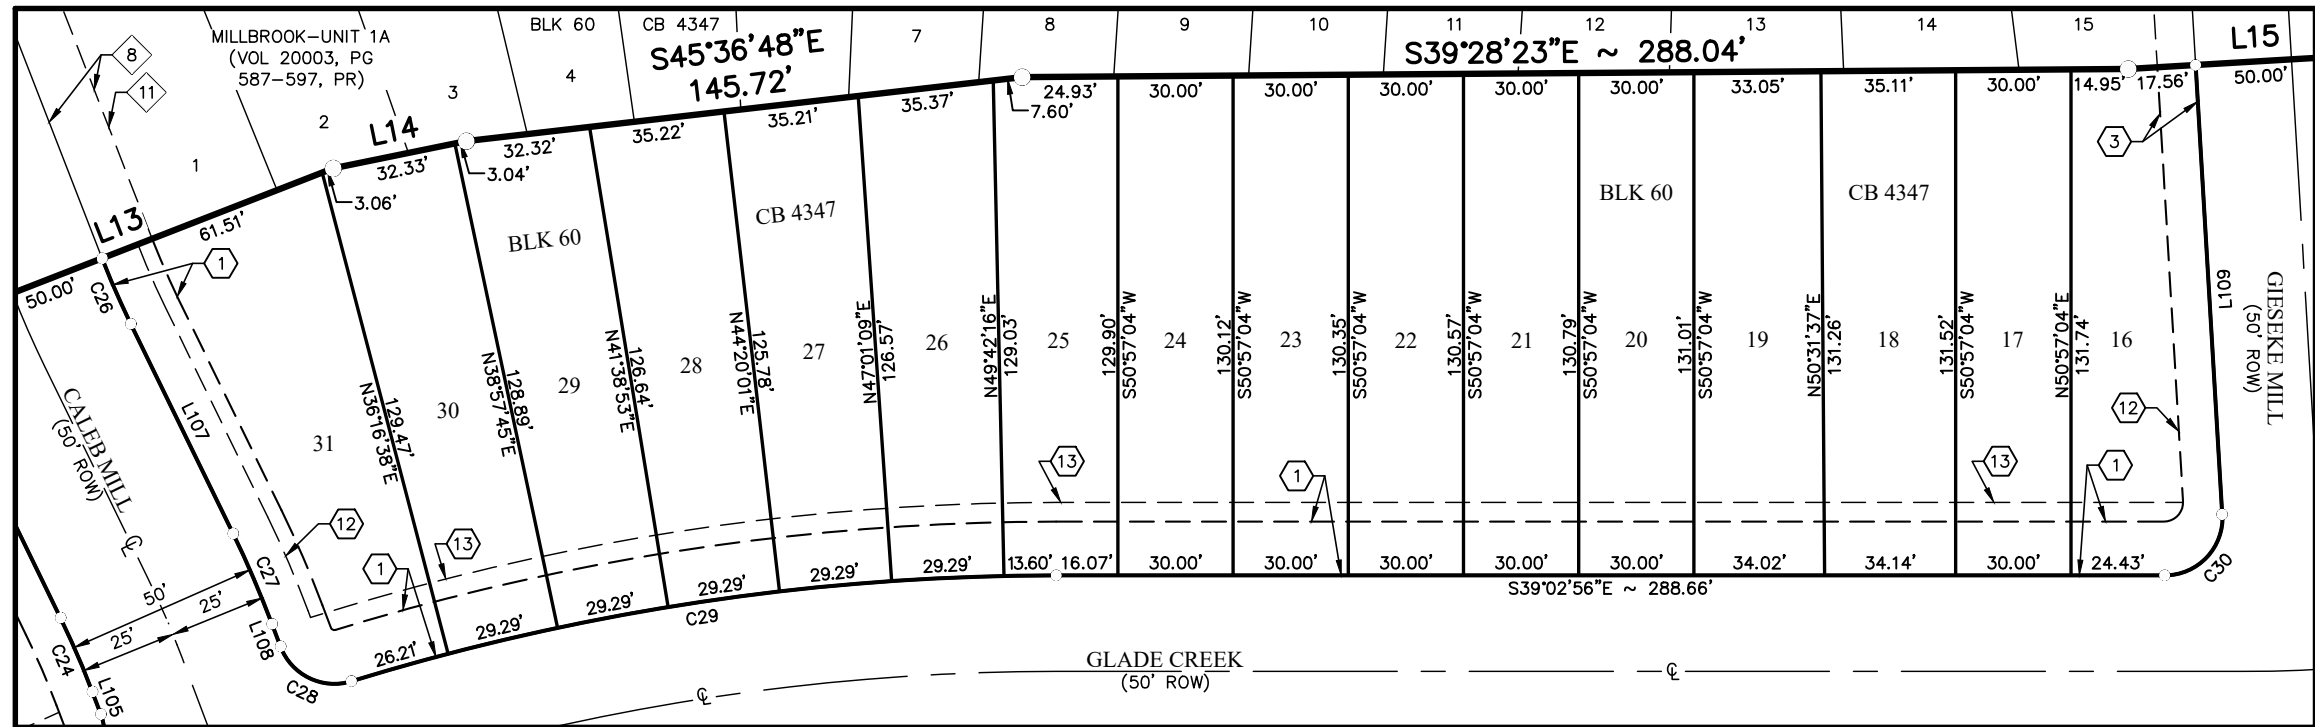 BLK 60
CB 4347
MILLBROOK-UNIT 1A
(VOL 20003, PG
587-597, PR)
8
11
1
2
3
4
7
8
9
10
11
12
13
14
15
S45°36'48"E
145.72'
S39°28'23"E ~ 288.04'
L15
L14
L13
50.00'
61.51'
3.06'
32.33'
3.04'
32.32'
35.22'
35.21'
35.37'
7.60'
24.93'
30.00'
30.00'
30.00'
30.00'
30.00'
33.05'
35.11'
30.00'
14.95'
17.56'
50.00'
1
3
BLK 60
CB 4347
BLK 60
CB 4347
C26
L107
CALEB MILL
(50' ROW)
31
N36°16'38"E
129.47'
30
N38°57'45"E
128.89'
29
N41°38'53"E
126.64'
28
N44°20'01"E
125.78'
27
N47°01'09"E
126.57'
26
N49°42'16"E
129.03'
25
129.90'
S50°57'04"W
24
130.12'
S50°57'04"W
23
130.35'
S50°57'04"W
22
130.57'
S50°57'04"W
21
130.79'
S50°57'04"W
20
131.01'
S50°57'04"W
19
N50°31'37"E
131.26'
18
131.52'
S50°57'04"W
17
N50°57'04"E
131.74'
16
L109
GIESEKE MILL
(50' ROW)
12
13
1
13
1
12
13
1
℄
C27
50'
25'
25'
L108
C24
L105
C28
26.21'
29.29'
29.29'
29.29'
29.29'
29.29'
13.60'
16.07'
30.00'
30.00'
30.00'
30.00'
30.00'
34.02'
34.14'
30.00'
24.43'
C30
C29
S39°02'56"E ~ 288.66'
GLADE CREEK
(50' ROW)
℄
℄